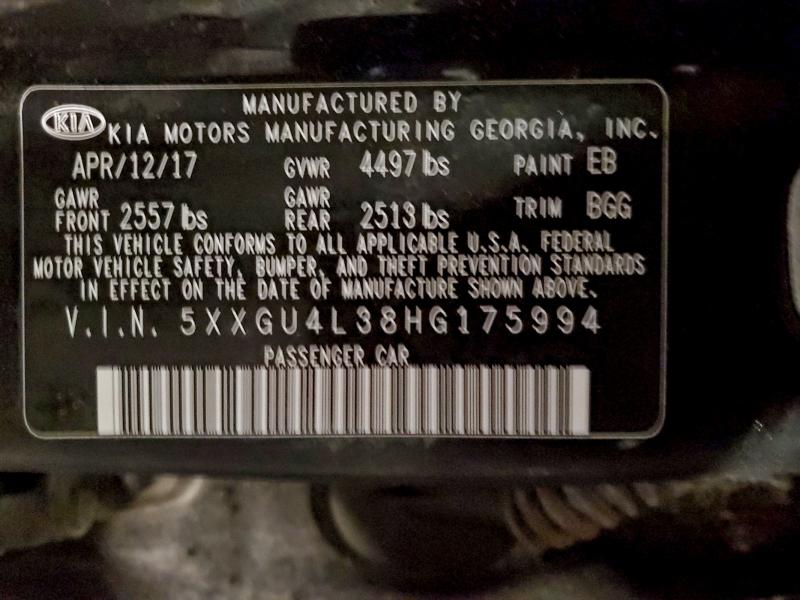 MANUFACTURED BY
KIA KIA MOTORS MANUFACTURING GEORGIA, INC.
APR/12/17 GVWR 4497 lbs PAINT EB
GAWR FRONT 2557 lbs GAWR REAR 2513 lbs TRIM BGG
THIS VEHICLE CONFORMS TO ALL APPLICABLE U.S.A. FEDERAL
MOTOR VEHICLE SAFETY, BUMPER, AND THEFT PREVENTION STANDARDS
IN EFFECT ON THE DATE OF MANUFACTURE SHOWN ABOVE.
V.I.N. 5XXGU4L38HG175994
PASSENGER CAR